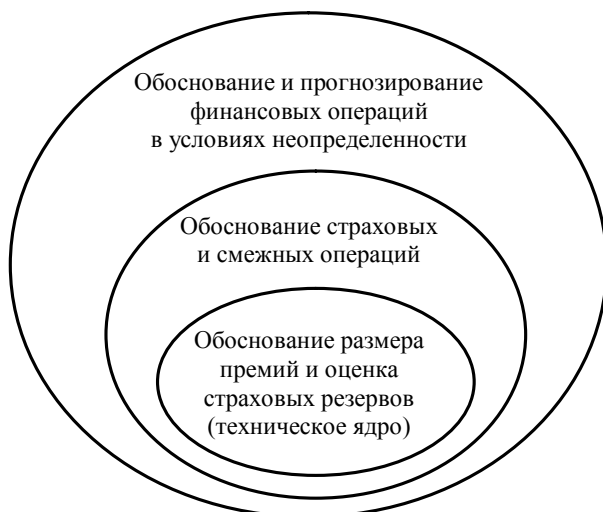 Обоснование и прогнозирование
финансовых операций
в условиях неопределенности
Обоснование страховых
и смежных операций
Обоснование размера
премий и оценка
страховых резервов
(техническое ядро)